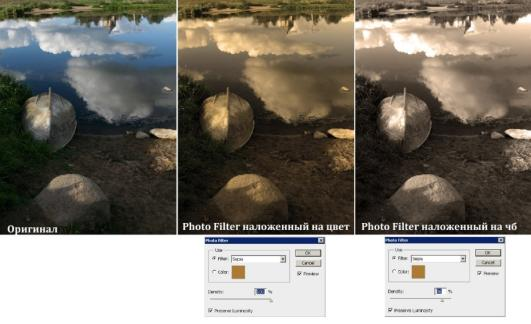 Оригинал
Photo Filter наложенный на цвет
Photo Filter наложенный на чб
Photo Filter
Use
Filter: Sepia
Color:
OK
Cancel
Preview
Density: %
Preserve Luminosity
Photo Filter
Use
Filter: Sepia
Color:
OK
Cancel
Preview
Density: %
Preserve Luminosity